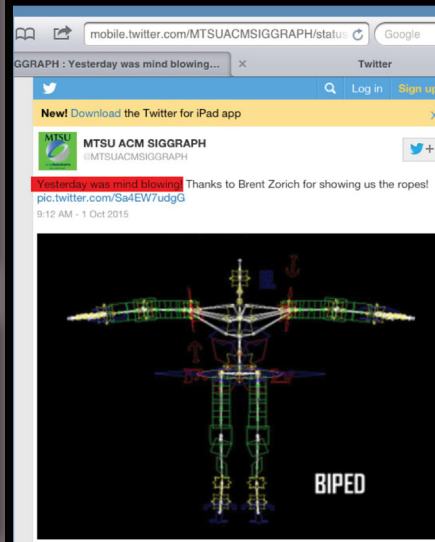 mobile.twitter.com/MTSUACMSIGGRAPH/status
Google
GGRAPH : Yesterday was mind blowing...
Twitter
Log in
Sign up
New! Download the Twitter for iPad app
MTSU
MTSU ACM SIGGRAPH
@MTSUACMSIGGRAPH
Yesterday was mind blowing! Thanks to Brent Zorich for showing us the ropes!
pic.twitter.com/Sa4EW7udgG
9:12 AM - 1 Oct 2015
BIPED